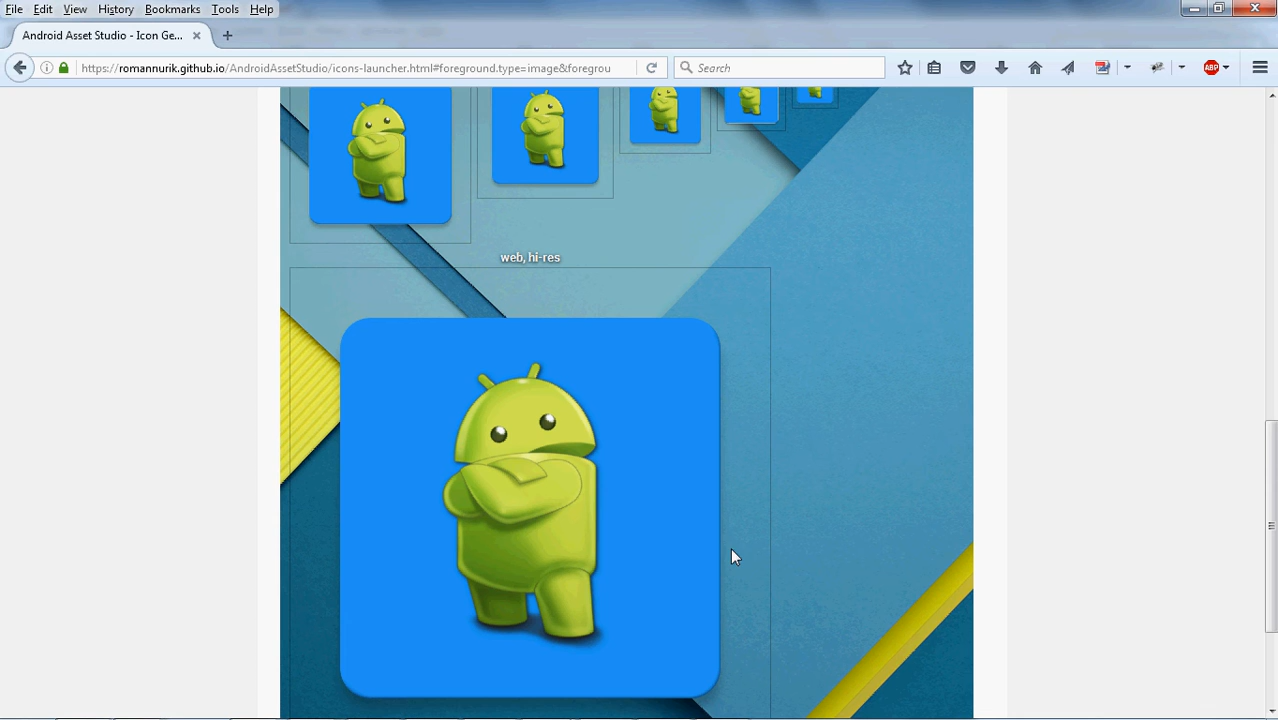 File Edit View History Bookmarks Tools Help
Android Asset Studio - Icon Ge...
https://romannurik.github.io/AndroidAssetStudio/icons-launcher.html#foreground.type=image&foregrou
Search
ABP
web, hi-res